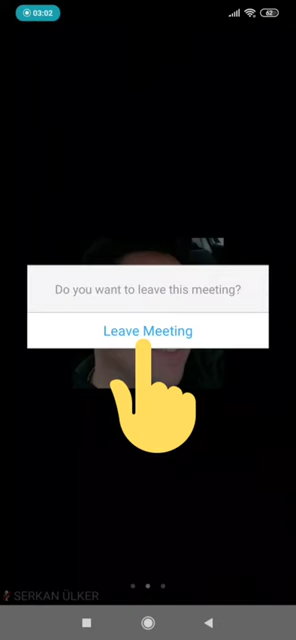 03:02
62
Do you want to leave this meeting?
Leave Meeting
SERKAN ÜLKER